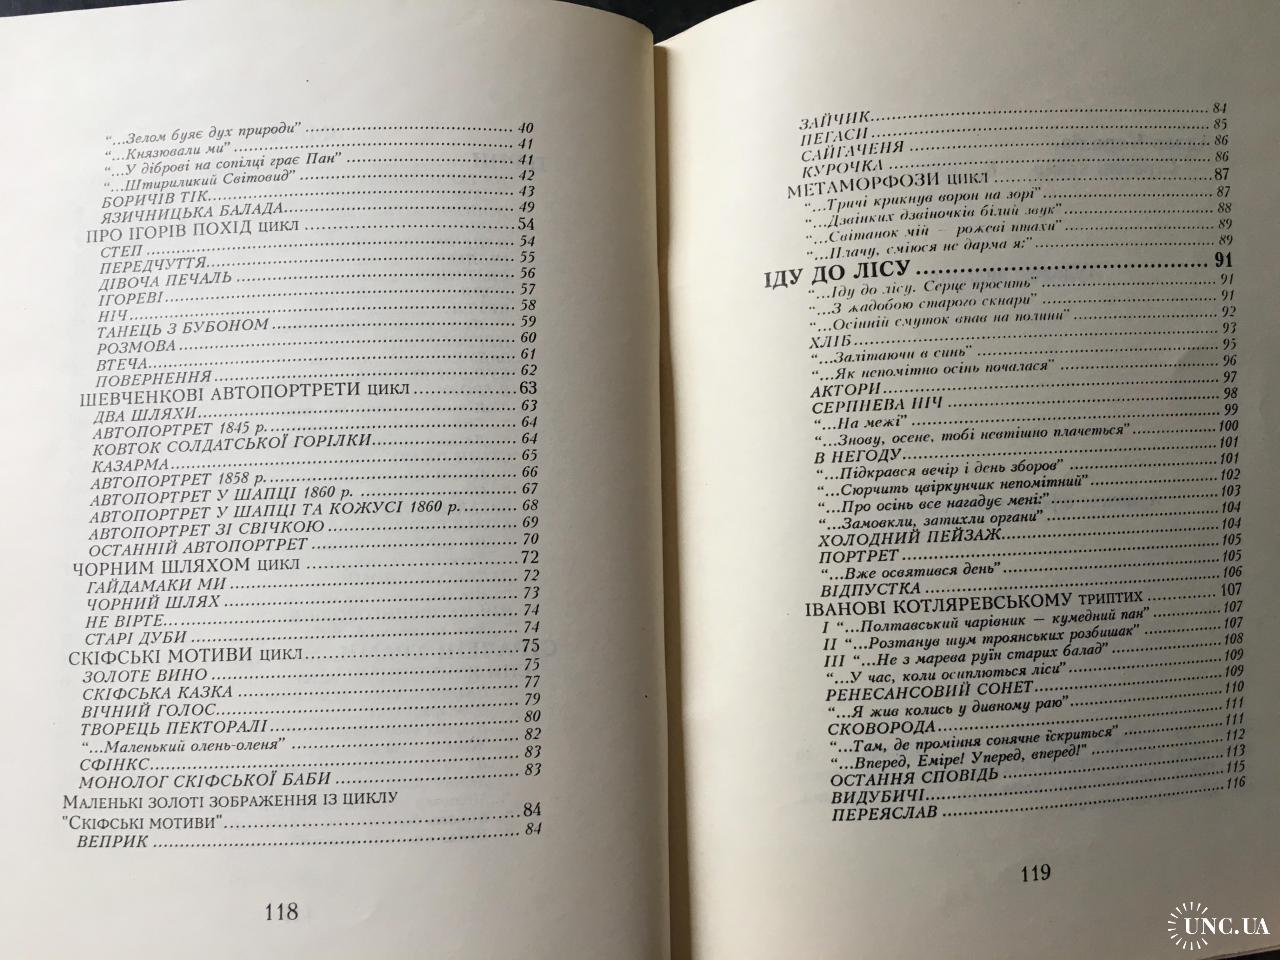 "...Зелом буяє дух природи" ... 40
"...Князювали ми" ... 41
"...У діброві на сопілці грає Пан" ... 41
"...Штириликий Світовид" ... 42
БОРИЧІВ ТІК ... 43
ЯЗИЧНИЦЬКА БАЛАДА ... 49
ПРО ІГОРІВ ПОХІД ЦИКЛ ... 54
СТЕП ... 54
ПЕРЕДЧУТТЯ ... 55
ДІВОЧА ПЕЧАЛЬ ... 56
ІГОРЕВІ ... 57
НІЧ ... 58
ТАНЕЦЬ З БУБОНОМ ... 59
РОЗМОВА ... 60
ВТЕЧА ... 61
ПОВЕРНЕННЯ ... 62
ШЕВЧЕНКОВІ АВТОПОРТРЕТИ ЦИКЛ ... 63
ДВА ШЛЯХИ ... 63
АВТОПОРТРЕТ 1845 р. ... 64
КОВТОК СОЛДАТСЬКОЇ ГОРІЛКИ ... 64
КАЗАРМА ... 65
АВТОПОРТРЕТ 1858 р. ... 66
АВТОПОРТРЕТ У ШАПЦІ 1860 р. ... 67
АВТОПОРТРЕТ У ШАПЦІ ТА КОЖУСІ 1860 р. ... 68
АВТОПОРТРЕТ ЗІ СВІЧКОЮ ... 69
ОСТАННІЙ АВТОПОРТРЕТ ... 70
ЧОРНИМ ШЛЯХОМ ЦИКЛ ... 72
ГАЙДАМАКИ МИ ... 72
ЧОРНИЙ ШЛЯХ ... 73
НЕ ВІРТЕ... ... 74
СТАРІ ДУБИ ... 74
СКІФСЬКІ МОТИВИ ЦИКЛ ... 75
ЗОЛОТЕ ВИНО ... 75
СКІФСЬКА КАЗКА ... 77
ВІЧНИЙ ГОЛОС ... 79
ТВОРЕЦЬ ПЕКТОРАЛІ ... 80
"...Маленький олень-оленя" ... 82
СФІНКС ... 83
МОНОЛОГ СКІФСЬКОЇ БАБИ ... 83
МАЛЕНЬКІ ЗОЛОТІ ЗОБРАЖЕННЯ ІЗ ЦИКЛУ
"СКІФСЬКІ МОТИВИ" ... 84
ВЕПРИК ... 84
118
ЗАЙЧИК ... 84
ПЕГАСИ ... 85
САЙГАЧЕНЯ ... 86
КУРОЧКА ... 86
МЕТАМОРФОЗИ ЦИКЛ ... 87
"...Тричі крикнув ворон на зорі" ... 87
"...Дзвінких дзвіночків білий звук" ... 88
"...Світанок мій – рожеві птахи" ... 89
"...Плачу, сміюся не дарма я:" ... 89
ІДУ ДО ЛІСУ ... 91
"...Іду до лісу. Серце просить" ... 91
"...З жадобою старого скнари" ... 91
"...Осінній смуток впав на полини" ... 92
ХЛІБ ... 93
"...Залітаючи в синь" ... 95
"...Як непомітно осінь почалася" ... 96
АКТОРИ ... 97
СЕРПНЕВА НІЧ ... 98
"...На межі" ... 99
"...Знову, осене, тобі невтішно плачеться" ... 100
В НЕГОДУ ... 101
"...Підкрався вечір і день зборов" ... 101
"...Сюрчить цвіркунчик непомітний" ... 102
"...Про осінь все нагадує мені:" ... 103
"...Замовкли, затихли органи" ... 104
ХОЛОДНИЙ ПЕЙЗАЖ ... 104
ПОРТРЕТ ... 105
"...Вже освятився день" ... 105
ВІДПУСТКА ... 106
ІВАНОВІ КОТЛЯРЕВСЬКОМУ ТРИПТИХ ... 107
I "...Полтавський чарівник — кумедний пан" ... 107
II "...Розтанув шум троянських розбишак" ... 107
III "...Не з марева руїн старих балад" ... 108
"...У час, коли осиплються ліси" ... 109
РЕНЕСАНСОВИЙ СОНЕТ ... 109
"...Я жив колись у дивному раю" ... 110
СКОВОРОДА ... 111
"...Там, де проміння сонячне іскриться" ... 111
"...Вперед, Еміре! Уперед, вперед!" ... 112
ОСТАННЯ СПОВІДЬ ... 113
ВИДУБИЧІ ... 115
ПЕРЕЯСЛАВ ... 116
119
UNC.UA